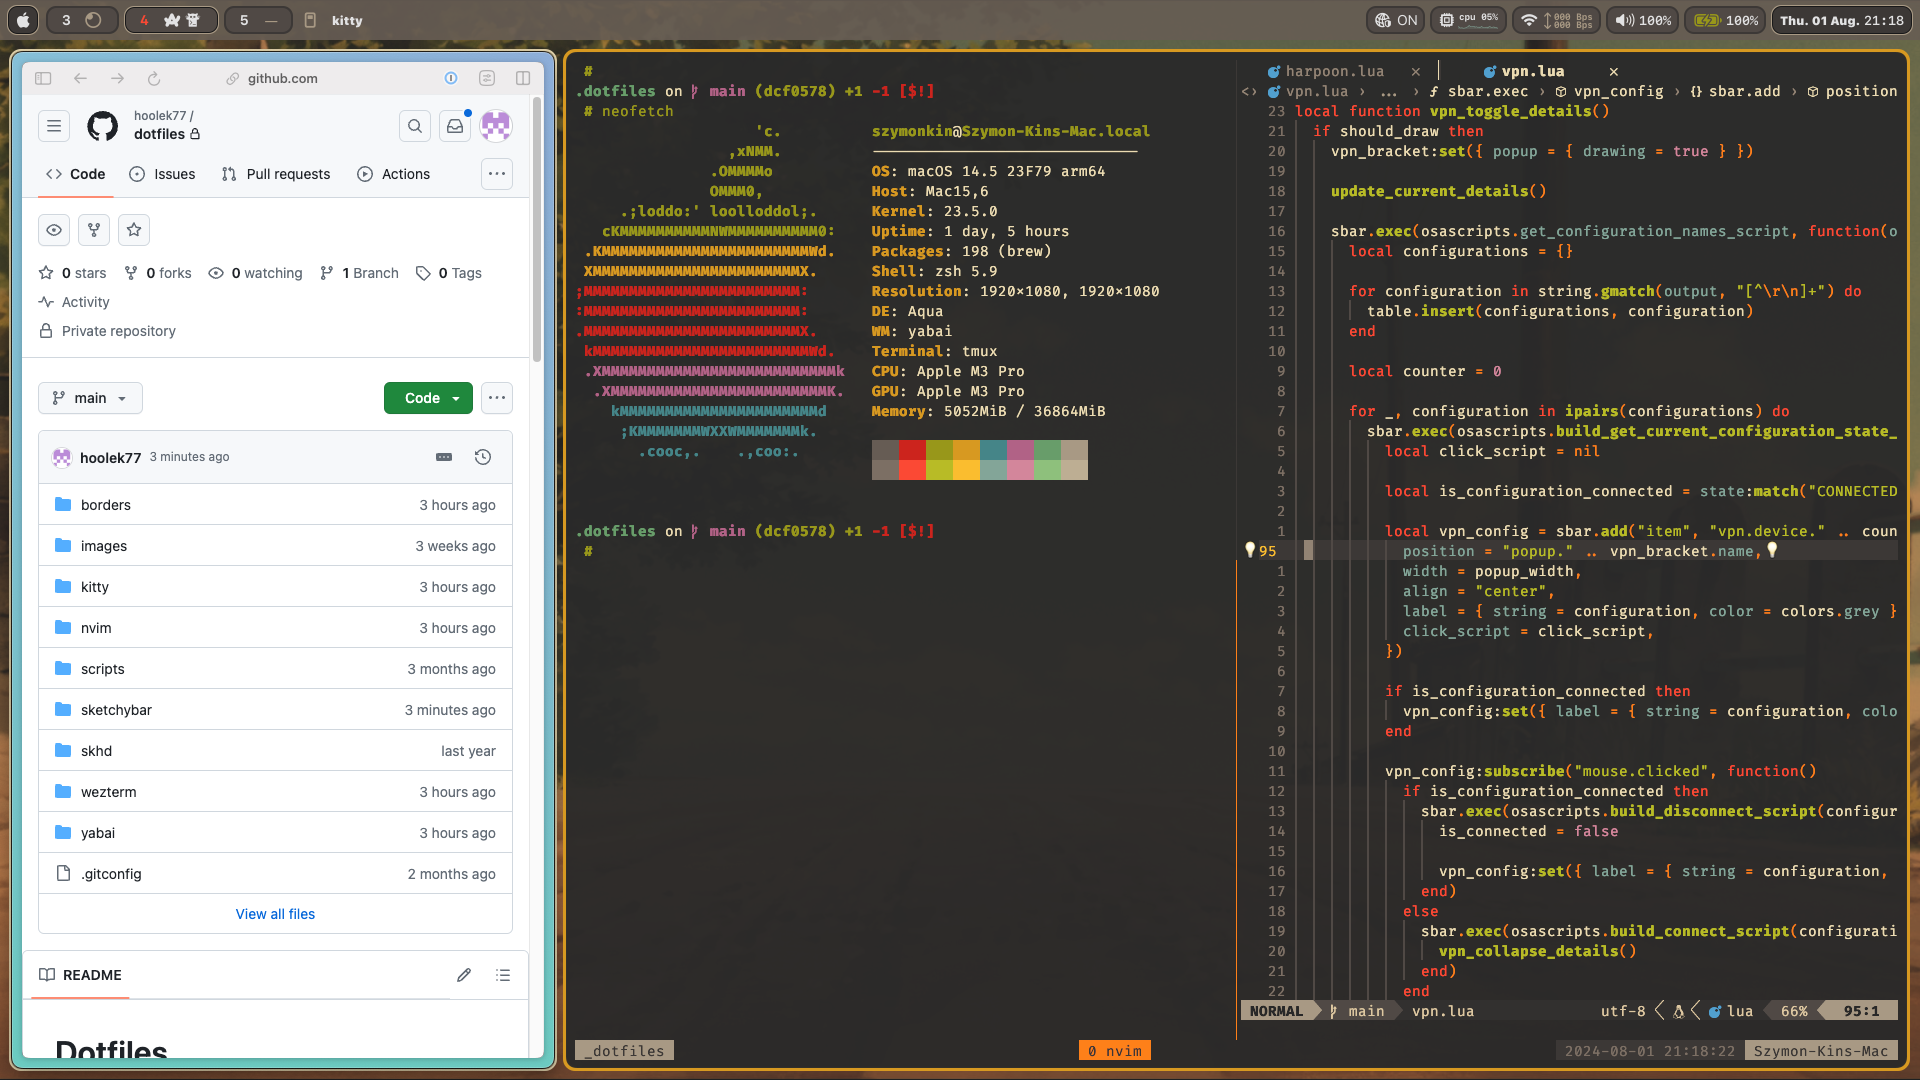 3
4
5 —
kitty
ON
cpu 05%
000 Bps
000 Bps
100%
100%
Thu. 01 Aug. 21:18
github.com
hoolek77 /
dotfiles
Code
Issues
Pull requests
Actions
0 stars
0 forks
0 watching
1 Branch
0 Tags
Activity
Private repository
main
Code
hoolek77 3 minutes ago
borders 3 hours ago
images 3 weeks ago
kitty 3 hours ago
nvim 3 hours ago
scripts 3 months ago
sketchybar 3 minutes ago
skhd last year
wezterm 3 hours ago
yabai 3 hours ago
.gitconfig 2 months ago
View all files
README
Dotfiles
#
.dotfiles on main (dcf0578) +1 -1 [$!]
# neofetch
'c.
,xNMM.
.OMMMMo
OMMM0,
.;loddo:' loolloddol;.
cKMMMMMMMMMMNWMMMMMMMMMM0:
.KMMMMMMMMMMMMMMMMMMMMMMMWd.
XMMMMMMMMMMMMMMMMMMMMMMMX.
;MMMMMMMMMMMMMMMMMMMMMMMM:
:MMMMMMMMMMMMMMMMMMMMMMMM:
.MMMMMMMMMMMMMMMMMMMMMMMMX.
kMMMMMMMMMMMMMMMMMMMMMMMMWd.
.XMMMMMMMMMMMMMMMMMMMMMMMMMMk
.XMMMMMMMMMMMMMMMMMMMMMMMMK.
kMMMMMMMMMMMMMMMMMMMMMMd
;KMMMMMMMWXXWMMMMMMMk.
.cooc,. .,coo:.
szymonkin@Szymon-Kins-Mac.local
OS: macOS 14.5 23F79 arm64
Host: Mac15,6
Kernel: 23.5.0
Uptime: 1 day, 5 hours
Packages: 198 (brew)
Shell: zsh 5.9
Resolution: 1920×1080, 1920×1080
DE: Aqua
WM: yabai
Terminal: tmux
CPU: Apple M3 Pro
GPU: Apple M3 Pro
Memory: 5052MiB / 36864MiB
.dotfiles on main (dcf0578) +1 -1 [$!]
#
harpoon.lua ×
vpn.lua ×
<> vpn.lua › … › ƒ sbar.exec › vpn_config › {} sbar.add › position
23 local function vpn_toggle_details()
21 if should_draw then
20 vpn_bracket:set({ popup = { drawing = true } })
19
18 update_current_details()
17
16 sbar.exec(osascripts.get_configuration_names_script, function(o
15 local configurations = {}
14
13 for configuration in string.gmatch(output, "[^\r\n]+") do
12 table.insert(configurations, configuration)
11 end
10
9 local counter = 0
8
7 for _, configuration in ipairs(configurations) do
6 sbar.exec(osascripts.build_get_current_configuration_state_
5 local click_script = nil
4
3 local is_configuration_connected = state:match("CONNECTED
2
1 local vpn_config = sbar.add("item", "vpn.device." .. coun
95 position = "popup." .. vpn_bracket.name,
1 width = popup_width,
2 align = "center",
3 label = { string = configuration, color = colors.grey }
4 click_script = click_script,
5 })
6
7 if is_configuration_connected then
8 vpn_config:set({ label = { string = configuration, colo
9 end
10
11 vpn_config:subscribe("mouse.clicked", function()
12 if is_configuration_connected then
13 sbar.exec(osascripts.build_disconnect_script(configur
14 is_connected = false
15
16 vpn_config:set({ label = { string = configuration,
17 end)
18 else
19 sbar.exec(osascripts.build_connect_script(configurati
20 vpn_collapse_details()
21 end)
22 end
NORMAL main vpn.lua utf-8 lua 66% 95:1
_dotfiles 0 nvim 2024-08-01 21:18:22 Szymon-Kins-Mac